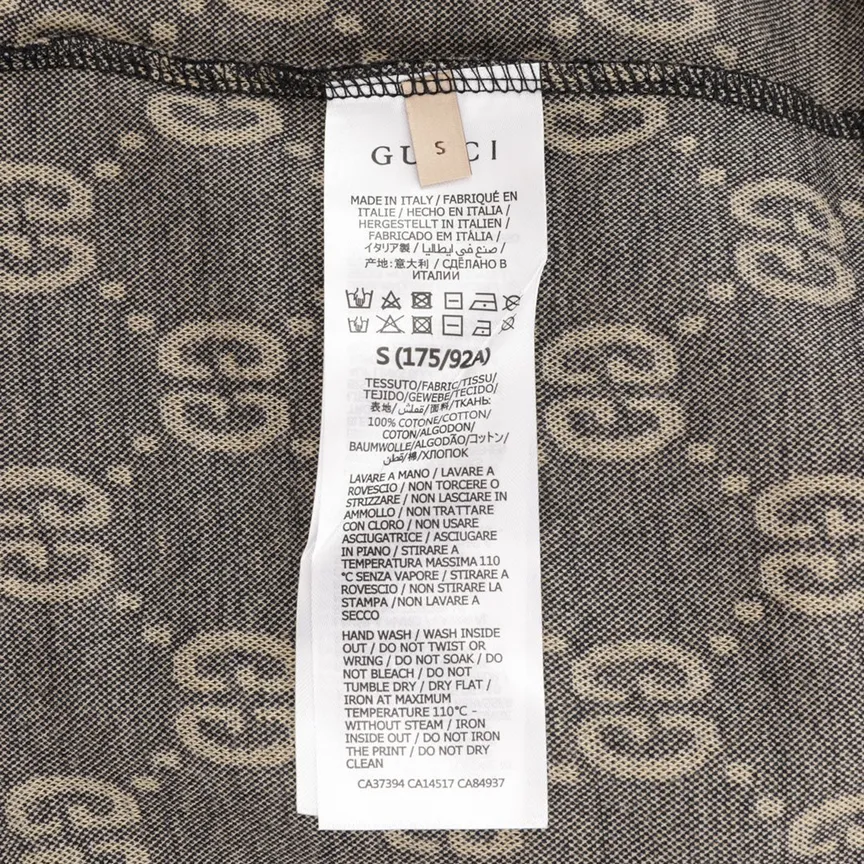 GU CI
S
MADE IN ITALY / FABRIQUÉ EN
ITALIE / HECHO EN ITALIA /
HERGESTELLT IN ITALIEN /
FABRICADO EM ITÁLIA /
イタリア製 / صنع في ايطاليا /
产地:意大利 / СДЕЛАНО В
ИТАЛИИ
S (175/92A)
TESSUTO/FABRIC/TISSU/
TEJIDO/GEWEBE/TECIDO/
表地/قماش/面料/ТКАНЬ:
100% COTONE/COTTON/
COTON/ALGODON/
BAUMWOLLE/ALGODÃO/コットン/
قطن/棉/ХЛОПОК
LAVARE A MANO / LAVARE A
ROVESCIO / NON TORCERE O
STRIZZARE / NON LASCIARE IN
AMMOLLO / NON TRATTARE
CON CLORO / NON USARE
ASCIUGATRICE / ASCIUGARE
IN PIANO / STIRARE A
TEMPERATURA MASSIMA 110
°C SENZA VAPORE / STIRARE A
ROVESCIO / NON STIRARE LA
STAMPA /NON LAVARE A
SECCO
HAND WASH / WASH INSIDE
OUT / DO NOT TWIST OR
WRING / DO NOT SOAK / DO
NOT BLEACH / DO NOT
TUMBLE DRY / DRY FLAT /
IRON AT MAXIMUM
TEMPERATURE 110°C -
WITHOUT STEAM / IRON
INSIDE OUT / DO NOT IRON
THE PRINT / DO NOT DRY
CLEAN
CA37394 CA14517 CA84937